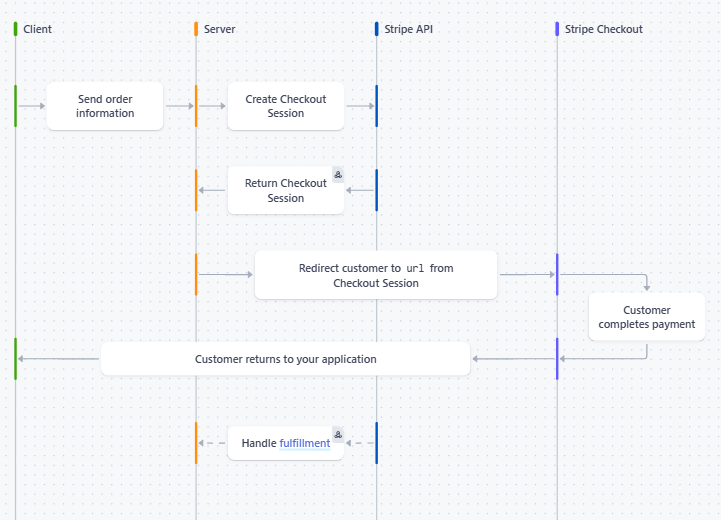 Client
Server
Stripe API
Stripe Checkout
Send order
information
Create Checkout
Session
Return Checkout
Session
Redirect customer to url from
Checkout Session
Customer
completes payment
Customer returns to your application
Handle fulfillment